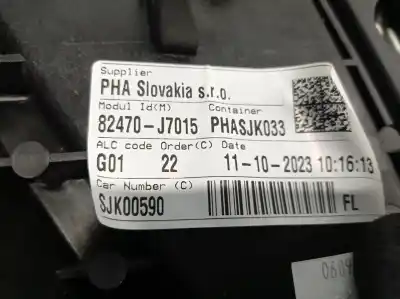 Supplier
PHA Slovakia s.r.o.
Modul Id(M) Container
82470-J7015 PHASJK033
ALC code Order(C) Date
G01 22 11-10-2023 10:16:13
Car Number (C)
SJK00590 FL